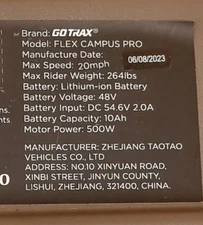 Brand: GOTRAX®
Model: FLEX CAMPUS PRO
Max Speed: 20mph
06/08/2023
Max Rider Weight: 264lbs
Battery: Lithium-ion Battery
Battery Voltage: 48V
Battery Input: DC 54.6V 2.0A
Battery Capacity: 10Ah
Motor Power: 500W
MANUFACTURER: ZHEJIANG TAOTAO
VEHICLES CO., LTD
ADDRESS: NO.10 XINYUAN ROAD,
XINBI STREET, JINYUN COUNTY,
LISHUI, ZHEJIANG, 321400, CHINA.